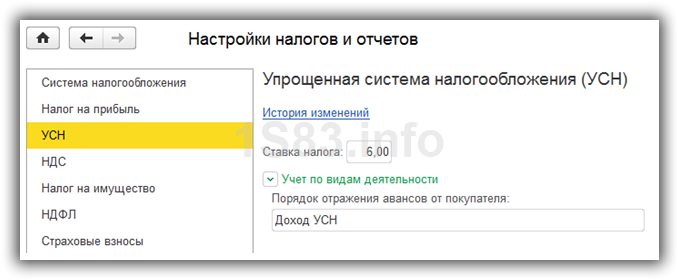 Настройки налогов и отчетов
Система налогообложения
Налог на прибыль
УСН
НДС
Налог на имущество
НДФЛ
Страховые взносы
Упрощенная система налогообложения (УСН)
История изменений
1S83.info
Ставка налога: 6,00
Учет по видам деятельности
Порядок отражения авансов от покупателя:
Доход УСН